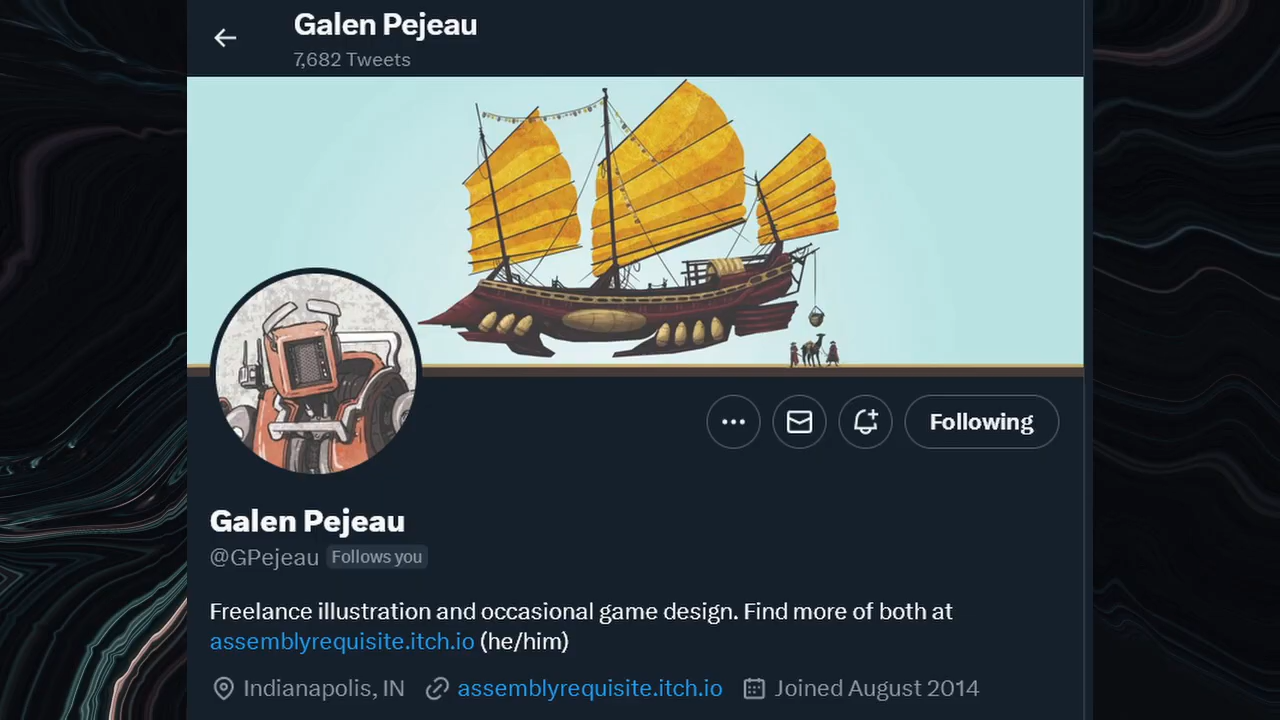 Galen Pejeau
7,682 Tweets
Following
Galen Pejeau
@GPejeau Follows you
Freelance illustration and occasional game design. Find more of both at
assemblyrequisite.itch.io (he/him)
Indianapolis, IN assemblyrequisite.itch.io Joined August 2014